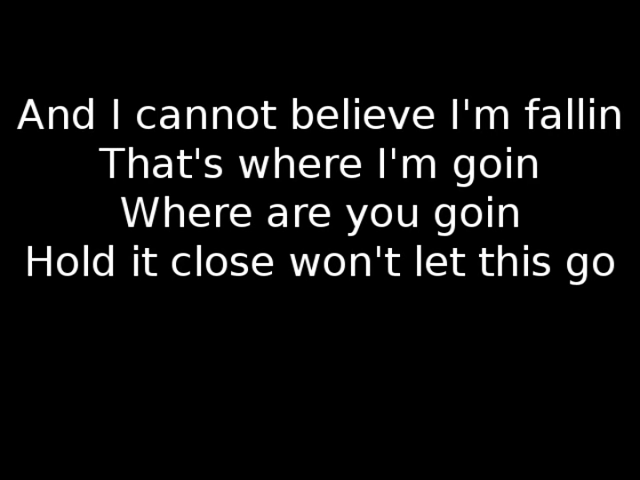 And I cannot believe I'm fallin
That's where I'm goin
Where are you goin
Hold it close won't let this go